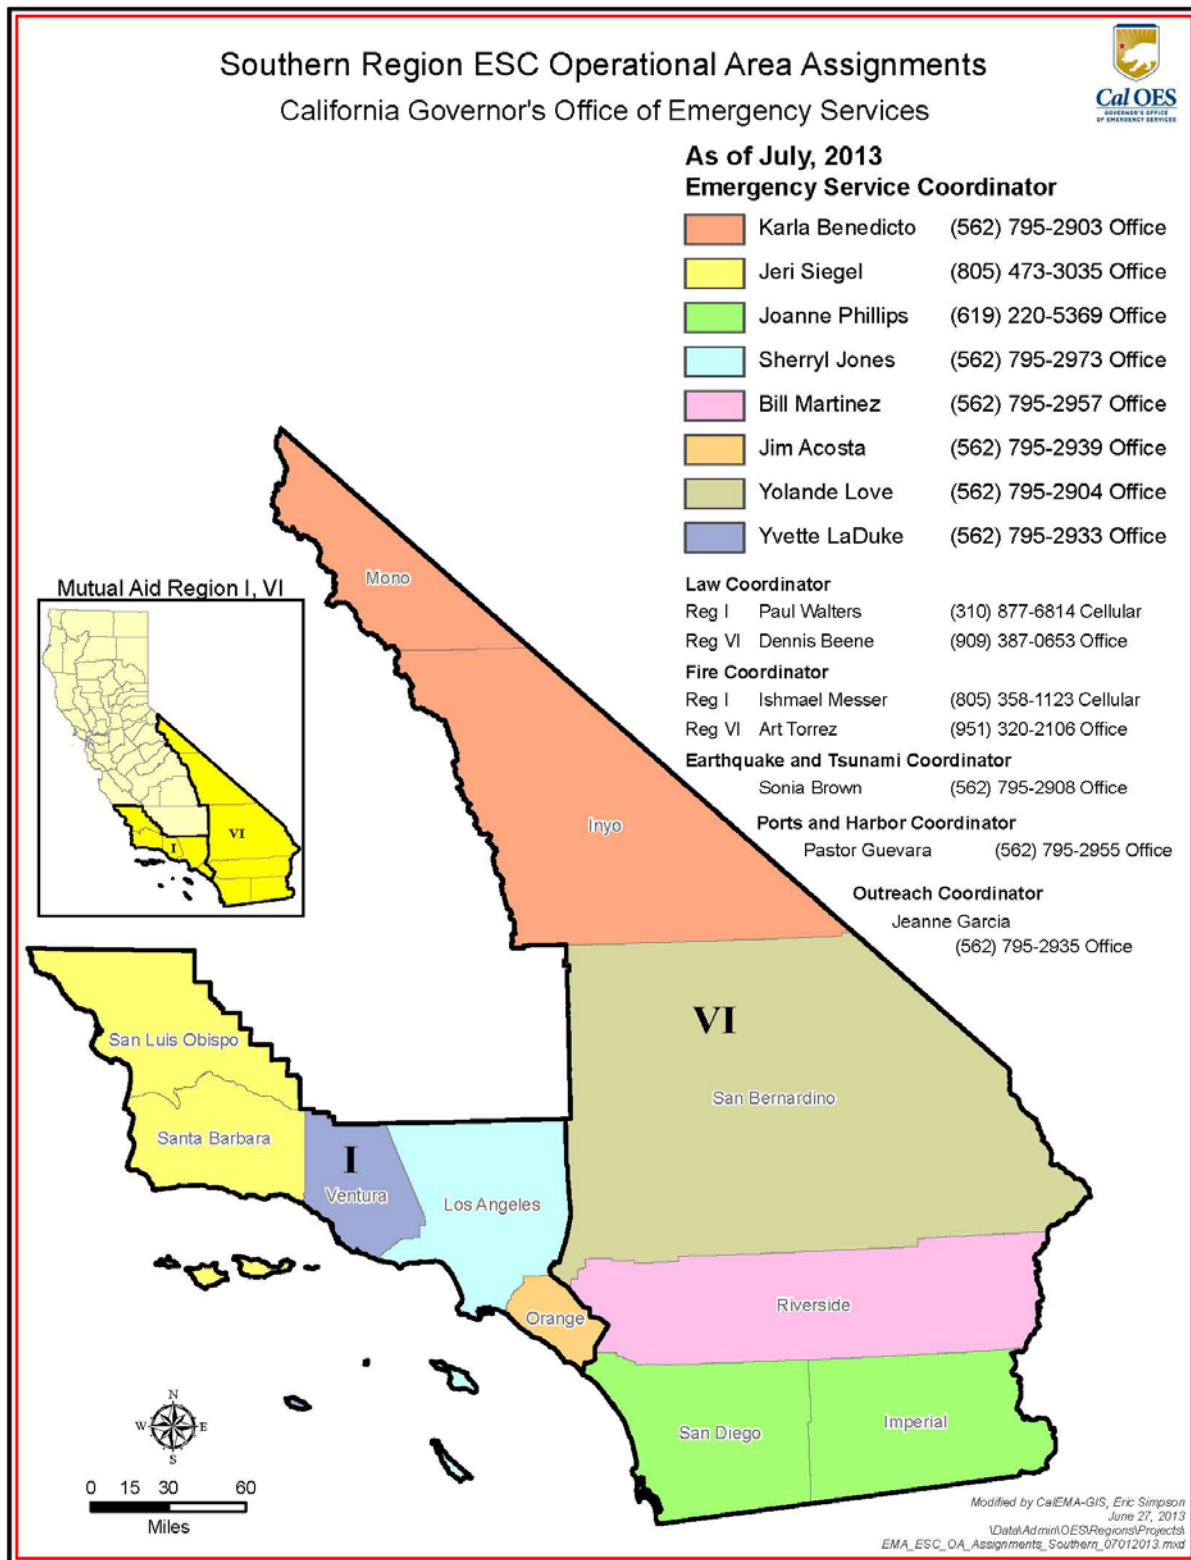 Southern Region ESC Operational Area Assignments
California Governor's Office of Emergency Services
Cal OES
GOVERNOR'S OFFICE
OF EMERGENCY SERVICES
As of July, 2013
Emergency Service Coordinator
Karla Benedicto (562) 795-2903 Office
Jeri Siegel (805) 473-3035 Office
Joanne Phillips (619) 220-5369 Office
Sherryl Jones (562) 795-2973 Office
Bill Martinez (562) 795-2957 Office
Jim Acosta (562) 795-2939 Office
Yolande Love (562) 795-2904 Office
Yvette LaDuke (562) 795-2933 Office
Law Coordinator
Reg I Paul Walters (310) 877-6814 Cellular
Reg VI Dennis Beene (909) 387-0653 Office
Fire Coordinator
Reg I Ishmael Messer (805) 358-1123 Cellular
Reg VI Art Torrez (951) 320-2106 Office
Earthquake and Tsunami Coordinator
Sonia Brown (562) 795-2908 Office
Ports and Harbor Coordinator
Pastor Guevara (562) 795-2955 Office
Outreach Coordinator
Jeanne Garcia
(562) 795-2935 Office
Mutual Aid Region I, VI
VI
I
Mono
Inyo
VI
San Luis Obispo
San Bernardino
Santa Barbara
I
Ventura
Los Angeles
Riverside
Orange
San Diego
Imperial
N
W E
S
0 15 30 60
Miles
Modified by CalEMA-GIS, Eric Simpson
June 27, 2013
\Data\Admin\OES\Regions\Projects\
EMA_ESC_OA_Assignments_Southern_07012013.mxd